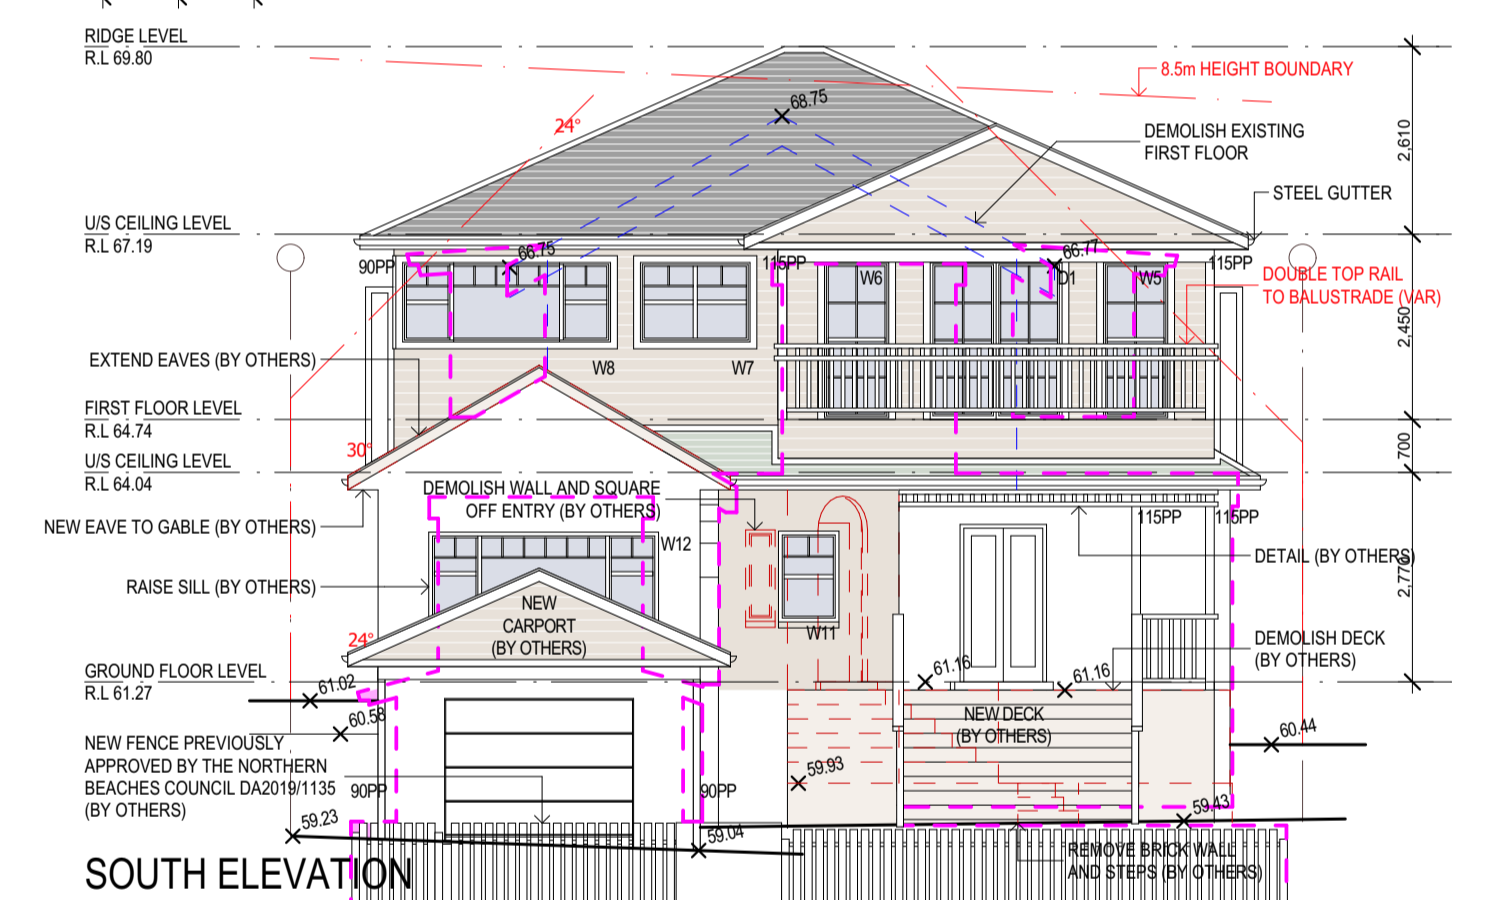 RIDGE LEVEL
R.L 69.80
8.5m HEIGHT BOUNDARY
68.75
24°
DEMOLISH EXISTING
FIRST FLOOR
2,610
STEEL GUTTER
U/S CEILING LEVEL
R.L 67.19
66.75
66.77
90PP
115PP
W6
D1
W5
115PP
DOUBLE TOP RAIL
TO BALUSTRADE (VAR)
2,450
EXTEND EAVES (BY OTHERS)
W8
W7
FIRST FLOOR LEVEL
R.L 64.74
30°
700
U/S CEILING LEVEL
R.L 64.04
DEMOLISH WALL AND SQUARE
OFF ENTRY (BY OTHERS)
NEW EAVE TO GABLE (BY OTHERS)
115PP
115PP
W12
DETAIL (BY OTHERS)
2,770
RAISE SILL (BY OTHERS)
NEW
CARPORT
(BY OTHERS)
W11
24°
DEMOLISH DECK
(BY OTHERS)
GROUND FLOOR LEVEL
R.L 61.27
61.16
61.16
61.02
60.58
NEW DECK
(BY OTHERS)
60.44
NEW FENCE PREVIOUSLY
APPROVED BY THE NORTHERN
BEACHES COUNCIL DA2019/1135
(BY OTHERS)
59.93
90PP
90PP
59.43
59.23
59.04
REMOVE BRICK WALL
AND STEPS (BY OTHERS)
SOUTH ELEVATION